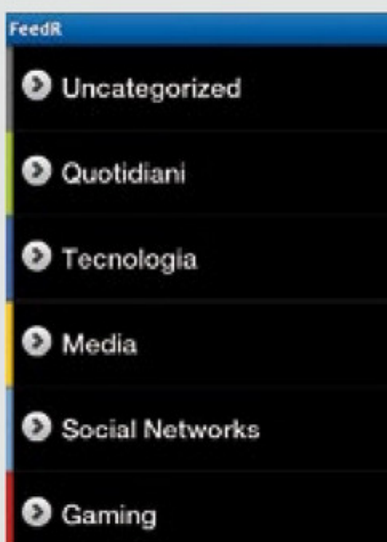 FeedR
Uncategorized
Quotidiani
Tecnologia
Media
Social Networks
Gaming